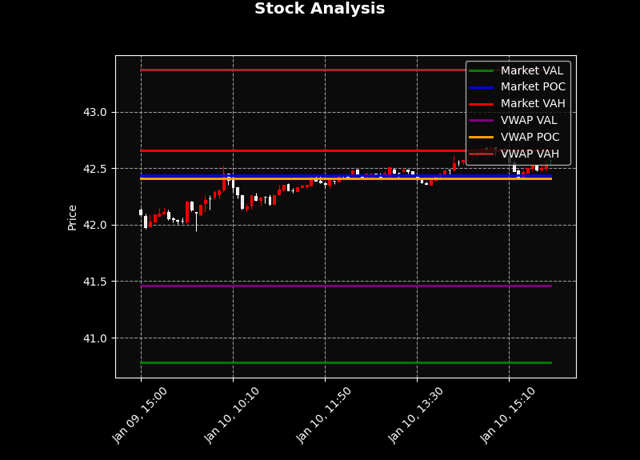 Stock Analysis
Market VAL
Market POC
Market VAH
VWAP VAL
VWAP POC
VWAP VAH
43.0
42.5
42.0
41.5
41.0
Price
Jan 09, 15:00
Jan 10, 10:10
Jan 10, 11:50
Jan 10, 13:30
Jan 10, 15:10